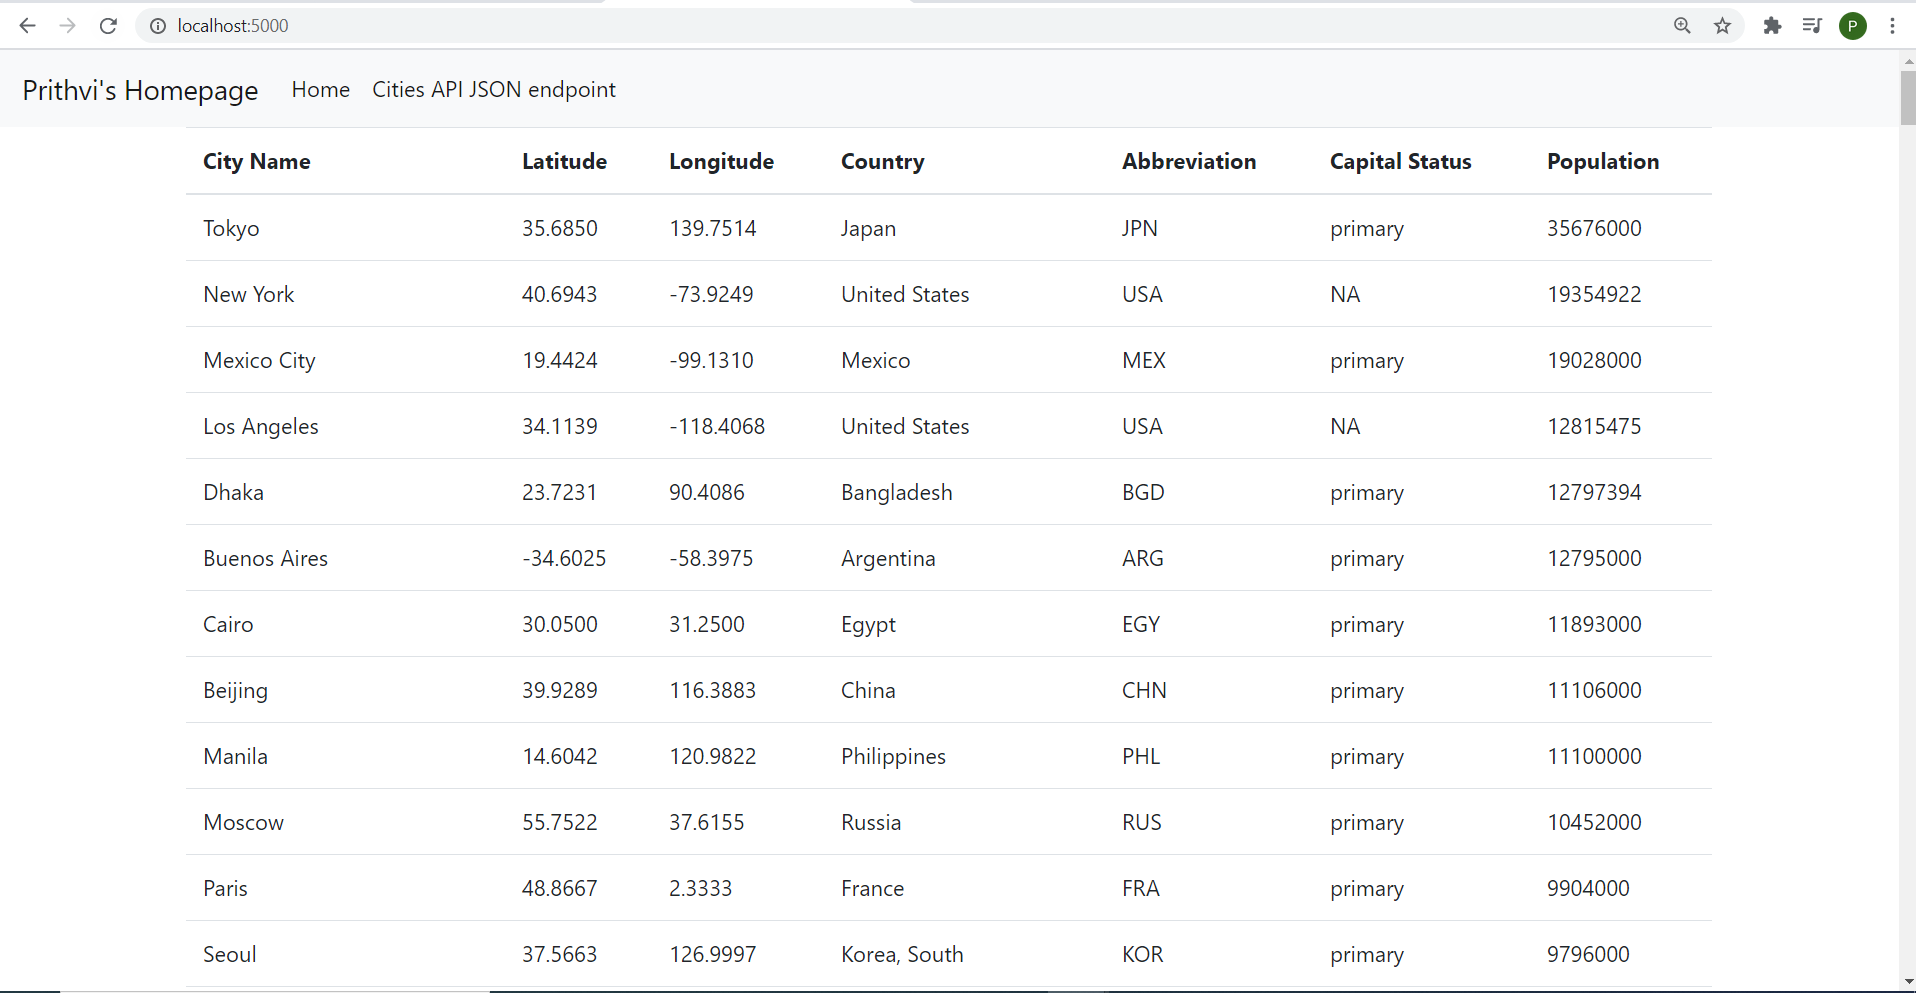 localhost:5000
P
Prithvi's Homepage Home Cities API JSON endpoint
City Name Latitude Longitude Country Abbreviation Capital Status Population
Tokyo 35.6850 139.7514 Japan JPN primary 35676000
New York 40.6943 -73.9249 United States USA NA 19354922
Mexico City 19.4424 -99.1310 Mexico MEX primary 19028000
Los Angeles 34.1139 -118.4068 United States USA NA 12815475
Dhaka 23.7231 90.4086 Bangladesh BGD primary 12797394
Buenos Aires -34.6025 -58.3975 Argentina ARG primary 12795000
Cairo 30.0500 31.2500 Egypt EGY primary 11893000
Beijing 39.9289 116.3883 China CHN primary 11106000
Manila 14.6042 120.9822 Philippines PHL primary 11100000
Moscow 55.7522 37.6155 Russia RUS primary 10452000
Paris 48.8667 2.3333 France FRA primary 9904000
Seoul 37.5663 126.9997 Korea, South KOR primary 9796000